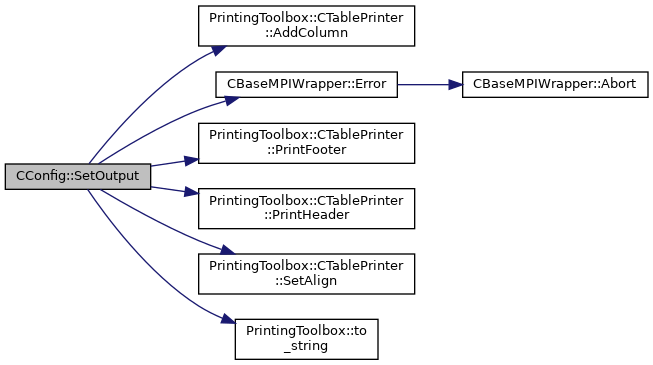 PrintingToolbox::CTablePrinter
::AddColumn
CBaseMPIWrapper::Error
CBaseMPIWrapper::Abort
PrintingToolbox::CTablePrinter
::PrintFooter
CConfig::SetOutput
PrintingToolbox::CTablePrinter
::PrintHeader
PrintingToolbox::CTablePrinter
::SetAlign
PrintingToolbox::to
_string